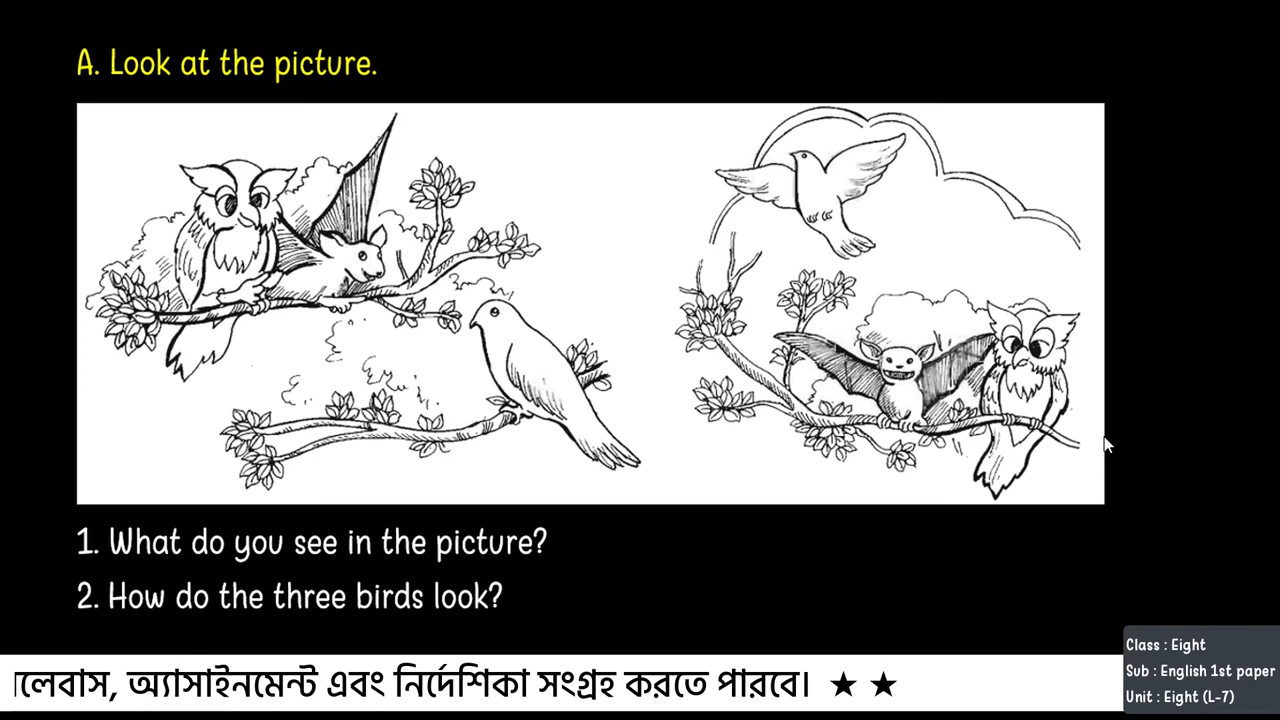 A. Look at the picture.
1. What do you see in the picture?
2. How do the three birds look?
অ্যাসাইনমেন্ট এবং নির্দেশিকা সংগ্রহ করতে পারবে। ★ ★
Class : Eight
Sub : English 1st paper
Unit : Eight (L-7)